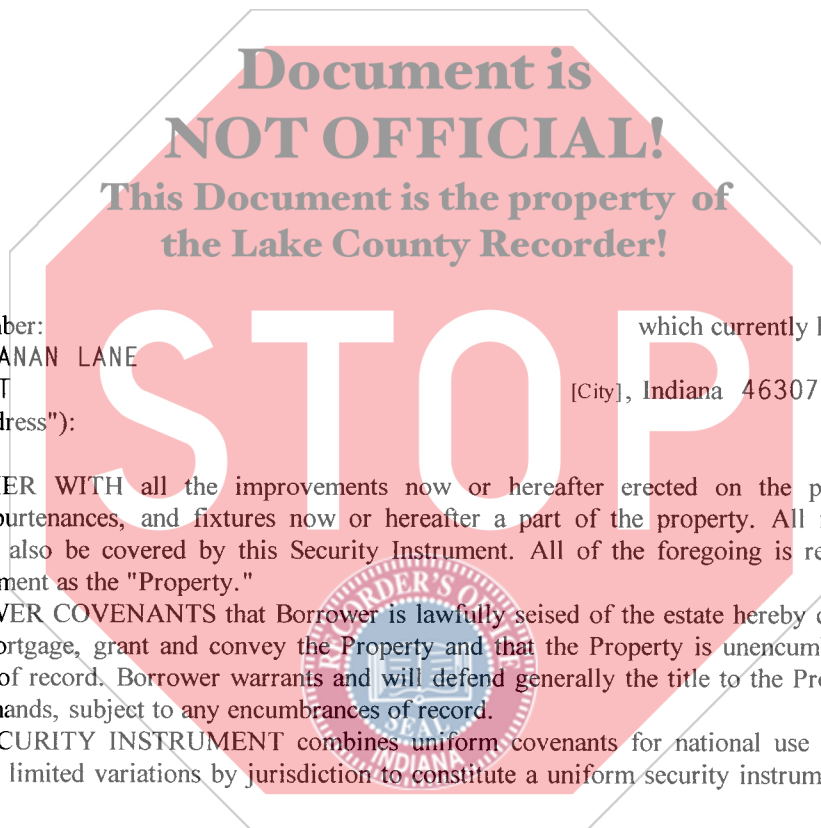 Document is
NOT OFFICIAL!
This Document is the property of
the Lake County Recorder!
ber: which currently
ANAN LANE
T [City], Indiana 46307
dress"):
ER WITH all the improvements now or hereafter erected on the p
purtenances, and fixtures now or hereafter a part of the property. All
also be covered by this Security Instrument. All of the foregoing is re
ment as the "Property."
WER COVENANTS that Borrower is lawfully seised of the estate hereby
ortgage, grant and convey the Property and that the Property is unencum
of record. Borrower warrants and will defend generally the title to the Pro
ands, subject to any encumbrances of record.
CURITY INSTRUMENT combines uniform covenants for national use
limited variations by jurisdiction to constitute a uniform security instrum
STOP
RECORDER'S OFFICE
SEAL
INDIANA